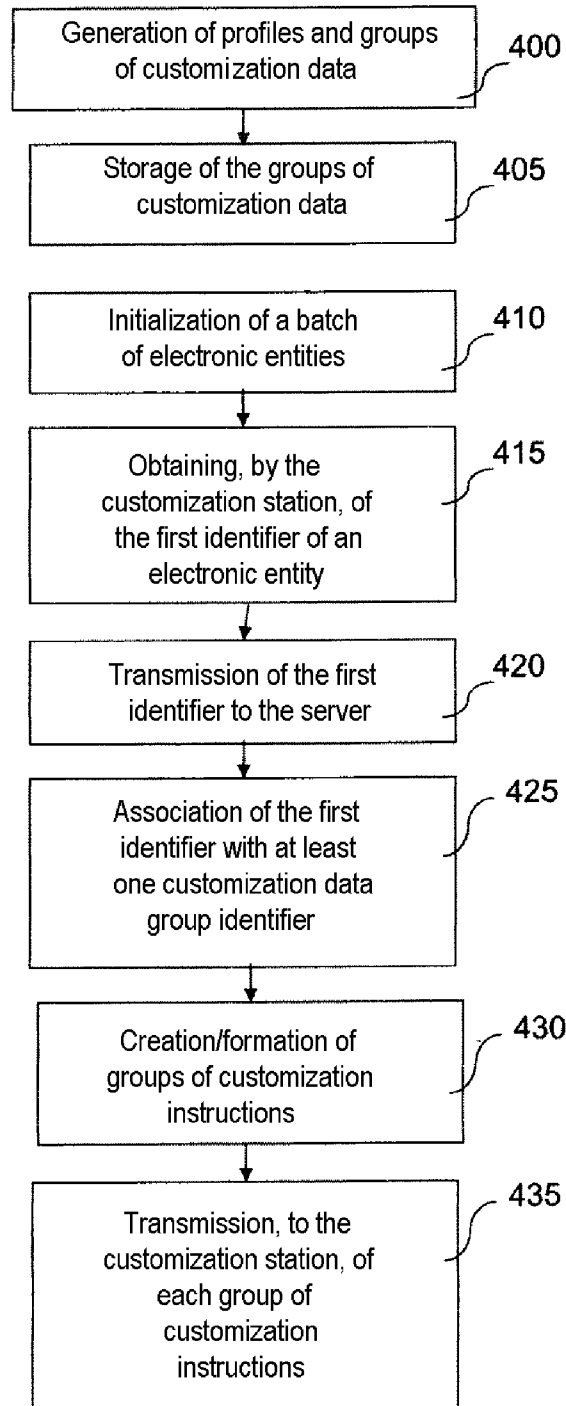 Generation of profiles and groups
of customization data
400
Storage of the groups of
customization data
405
Initialization of a batch
of electronic entities
410
Obtaining, by the
customization station, of
the first identifier of an
electronic entity
415
Transmission of the first
identifier to the server
420
Association of the first
identifier with at least
one customization data
group identifier
425
Creation/formation of
groups of customization
instructions
430
Transmission, to the
customization station, of
each group of
customization
instructions
435